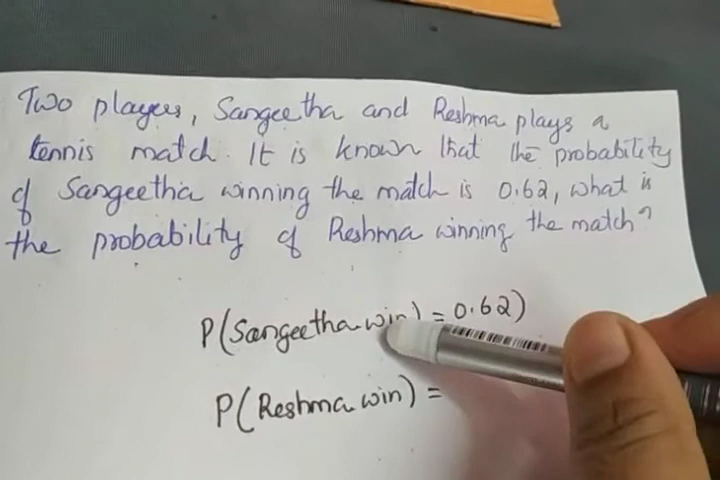 Two players, Sangeetha and Reshma plays a
tennis match. It is known that the probability
of Sangeetha winning the match is 0.62, what is
the probability of Reshma winning the match?
P(Sangeetha win) = 0.62)
P(Reshma win) =